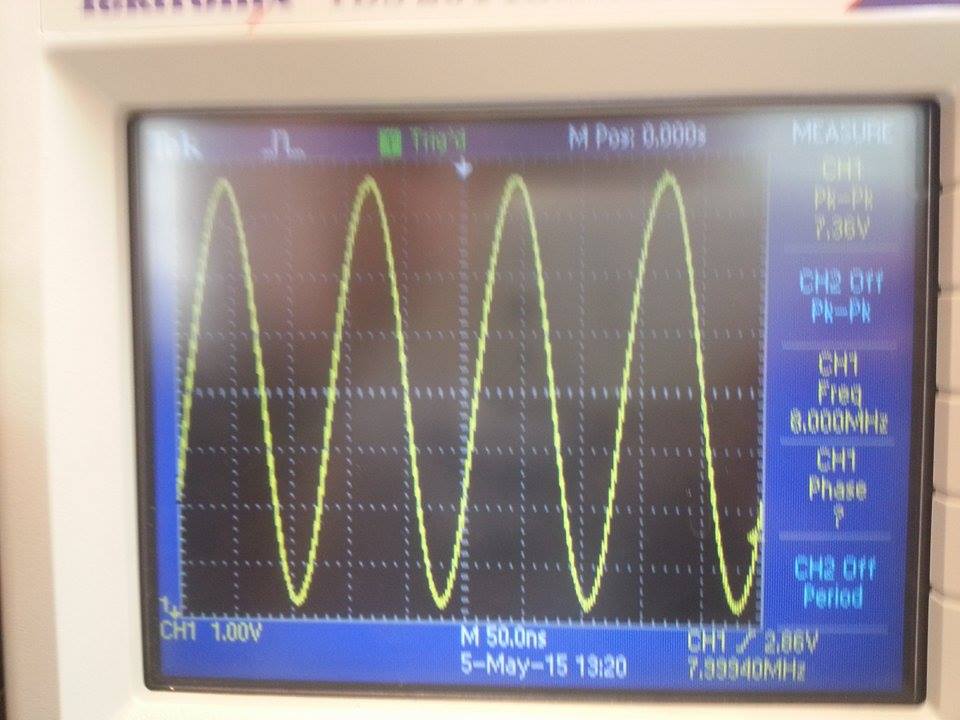 Tek
Trig'd
M Pos: 0.000s
MEASURE
CH1
Pk-Pk
7.36V
CH2 Off
Pk-Pk
CH1
Freq
8.000MHz
CH1
Phase
?
CH2 Off
Period
1
CH1 1.00V
M 50.0ns
CH1 2.86V
5-May-15 13:20
7.99940MHz